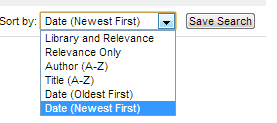 Sort by: Date (Newest First) Save Search
Library and Relevance
Relevance Only
Author (A-Z)
Title (A-Z)
Date (Oldest First)
Date (Newest First)